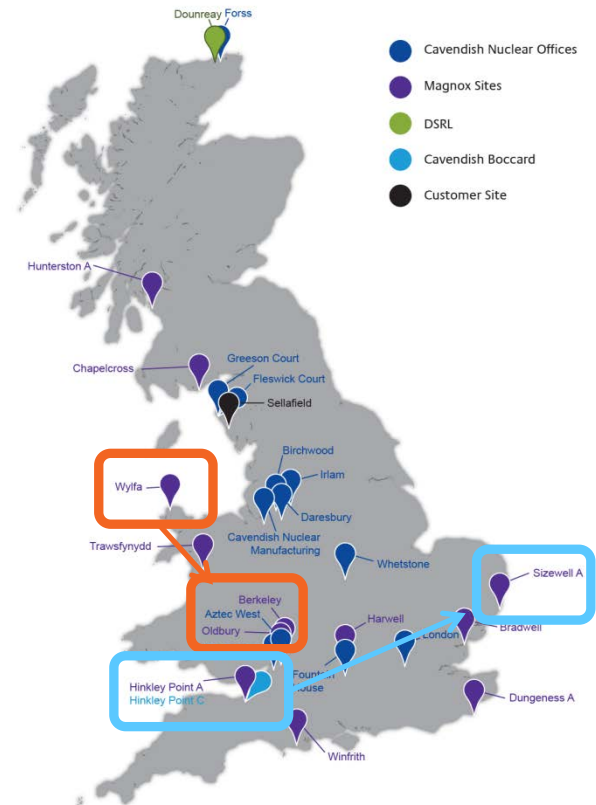 Dounreay Forss
Cavendish Nuclear Offices
Magnox Sites
DSRL
Cavendish Boccard
Customer Site
Hunterston A
Chapelcross
Greeson Court
Fleswick Court
Sellafield
Birchwood
Irlam
Wylfa
Daresbury
Cavendish Nuclear
Manufacturing
Trawsfynydd
Whetstone
Sizewell A
Berkeley
Aztec West
Oldbury
Harwell
London
Bradwell
Fountain
House
Hinkley Point A
Hinkley Point C
Dungeness A
Winfrith